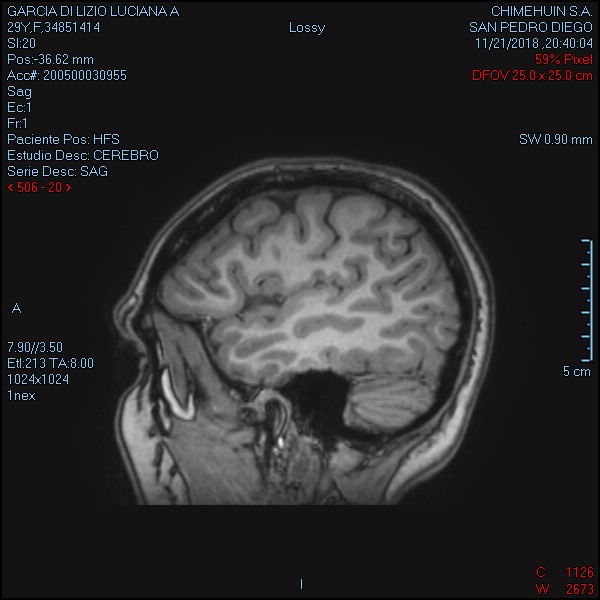 GARCIA DI LIZIO LUCIANA A
29Y,F,34851414
Sl:20
Pos:-36.62 mm
Acc#: 200500030955
Sag
Ec:1
Fr:1
Paciente Pos: HFS
Estudio Desc: CEREBRO
Serie Desc: SAG
< 506 - 20 >
Lossy
CHIMEHUIN S.A.
SAN PEDRO DIEGO
11/21/2018 ,20:40:04
59% Pixel
DFOV 25.0 x 25.0 cm
SW 0.90 mm
A
7.90//3.50
Etl:213 TA:8.00
1024x1024
1nex
5 cm
I
C 1126
W 2673